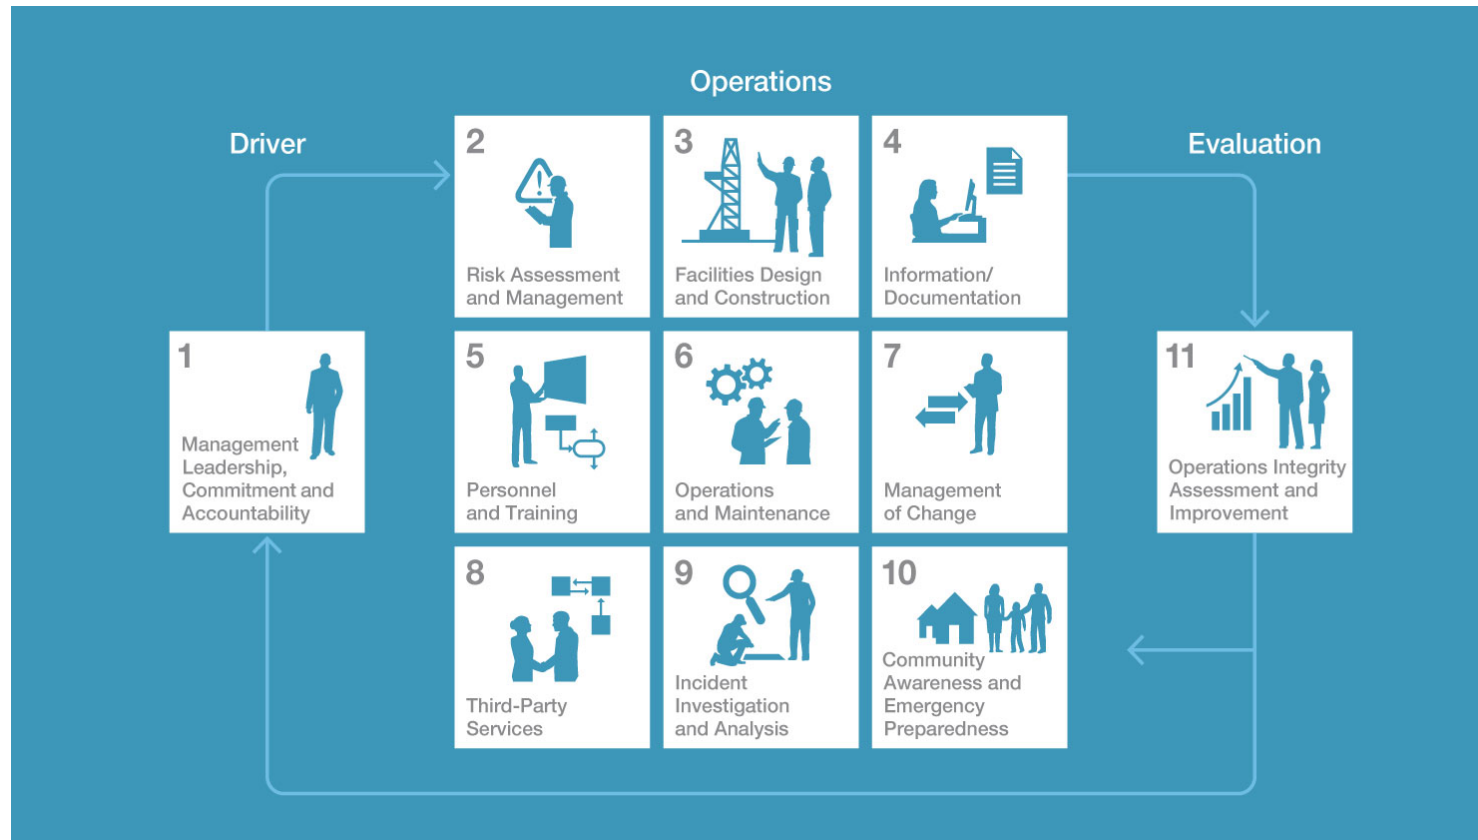 Operations
Driver
Evaluation
2
Risk Assessment
and Management
3
Facilities Design
and Construction
4
Information/
Documentation
1
Management
Leadership,
Commitment and
Accountability
5
Personnel
and Training
6
Operations
and Maintenance
7
Management
of Change
11
Operations Integrity
Assessment and
Improvement
8
Third-Party
Services
9
Incident
Investigation
and Analysis
10
Community
Awareness and
Emergency
Preparedness